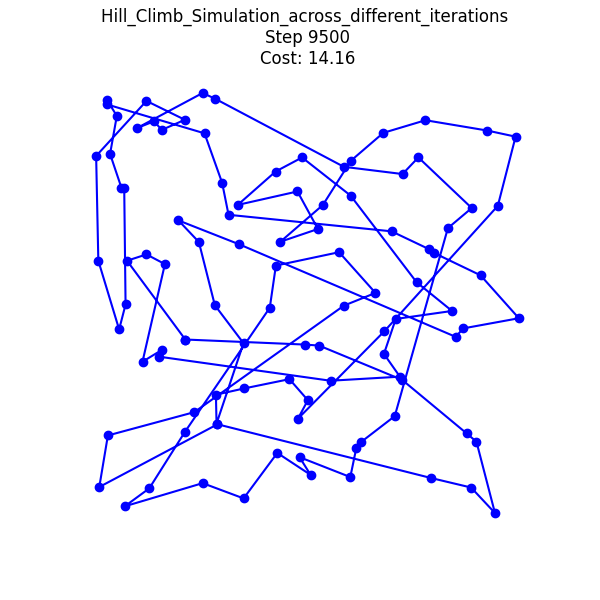 Hill_Climb_Simulation_across_different_iterations
Step 9500
Cost: 14.16